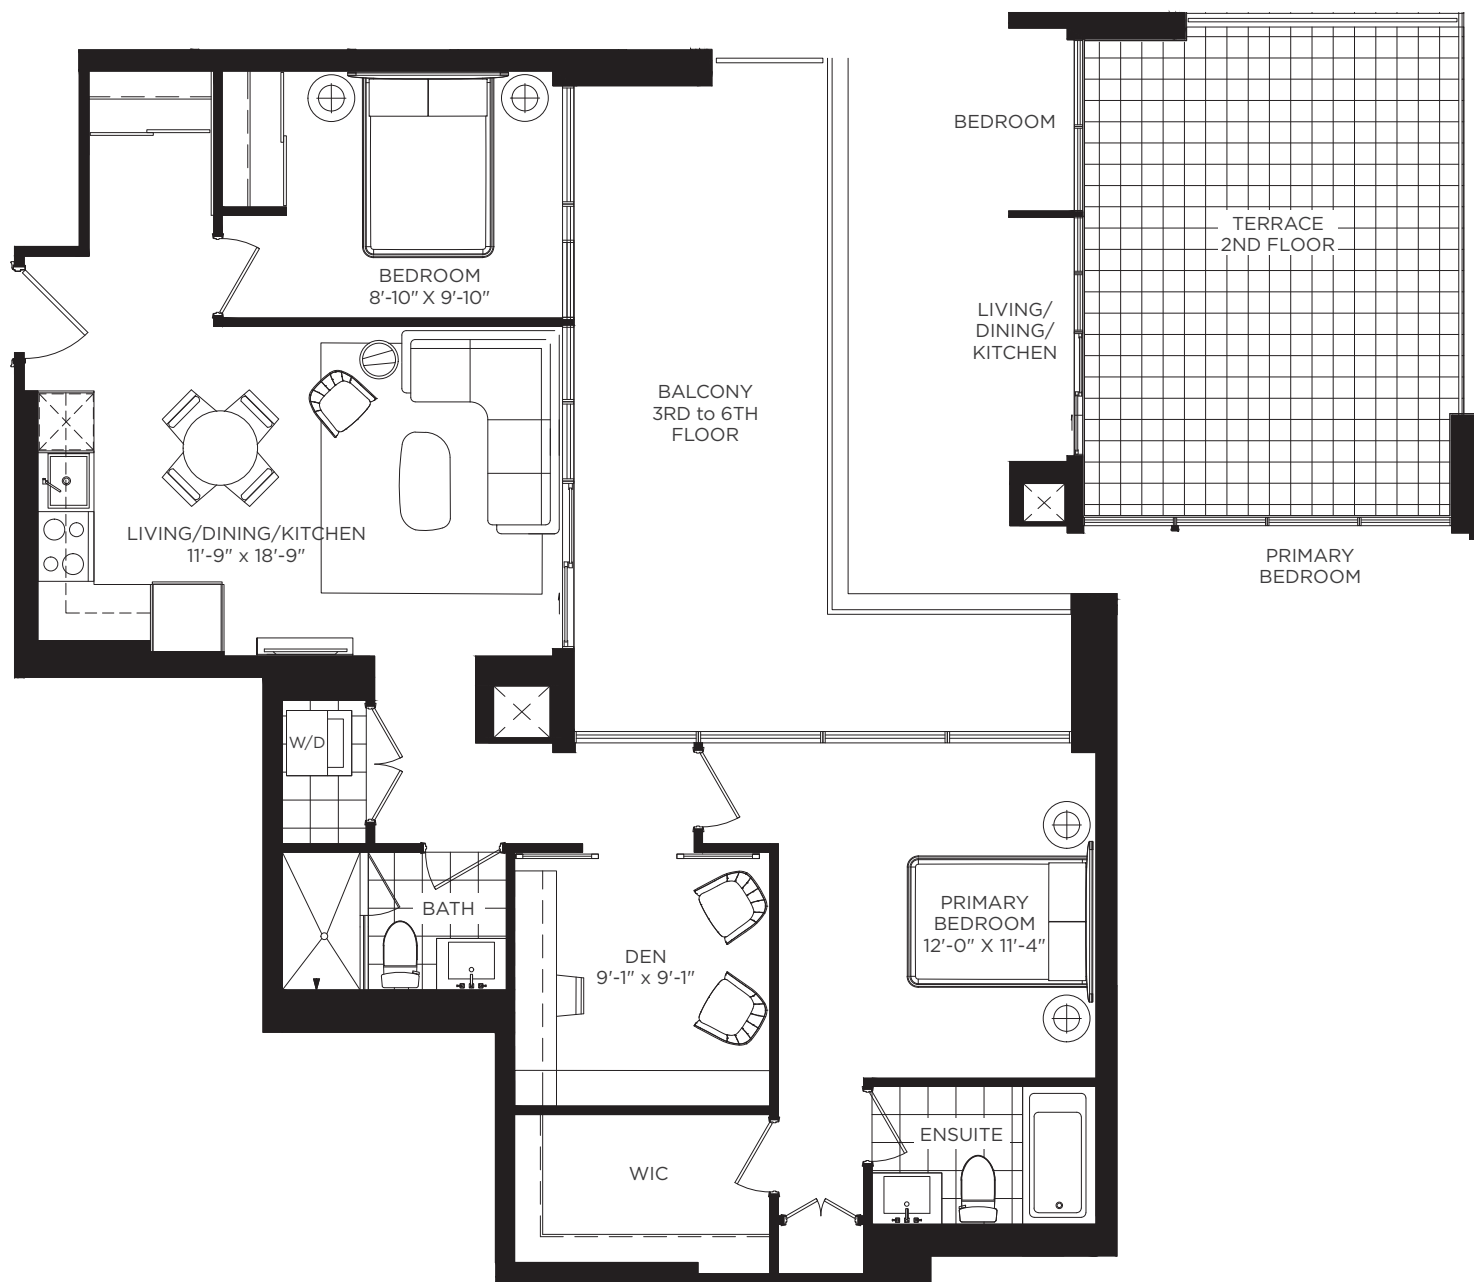 BEDROOM
8'-10" X 9'-10"
BEDROOM
TERRACE
2ND FLOOR
LIVING/
DINING/
KITCHEN
BALCONY
3RD to 6TH
FLOOR
LIVING/DINING/KITCHEN
11'-9" x 18'-9"
PRIMARY
BEDROOM
W/D
BATH
DEN
9'-1" x 9'-1"
PRIMARY
BEDROOM
12'-0" X 11'-4"
ENSUITE
WIC